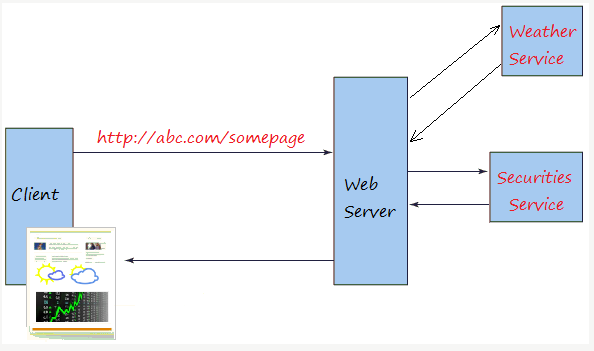 Weather
Service
http://abc.com/somepage
Client
Web
Server
Securities
Service